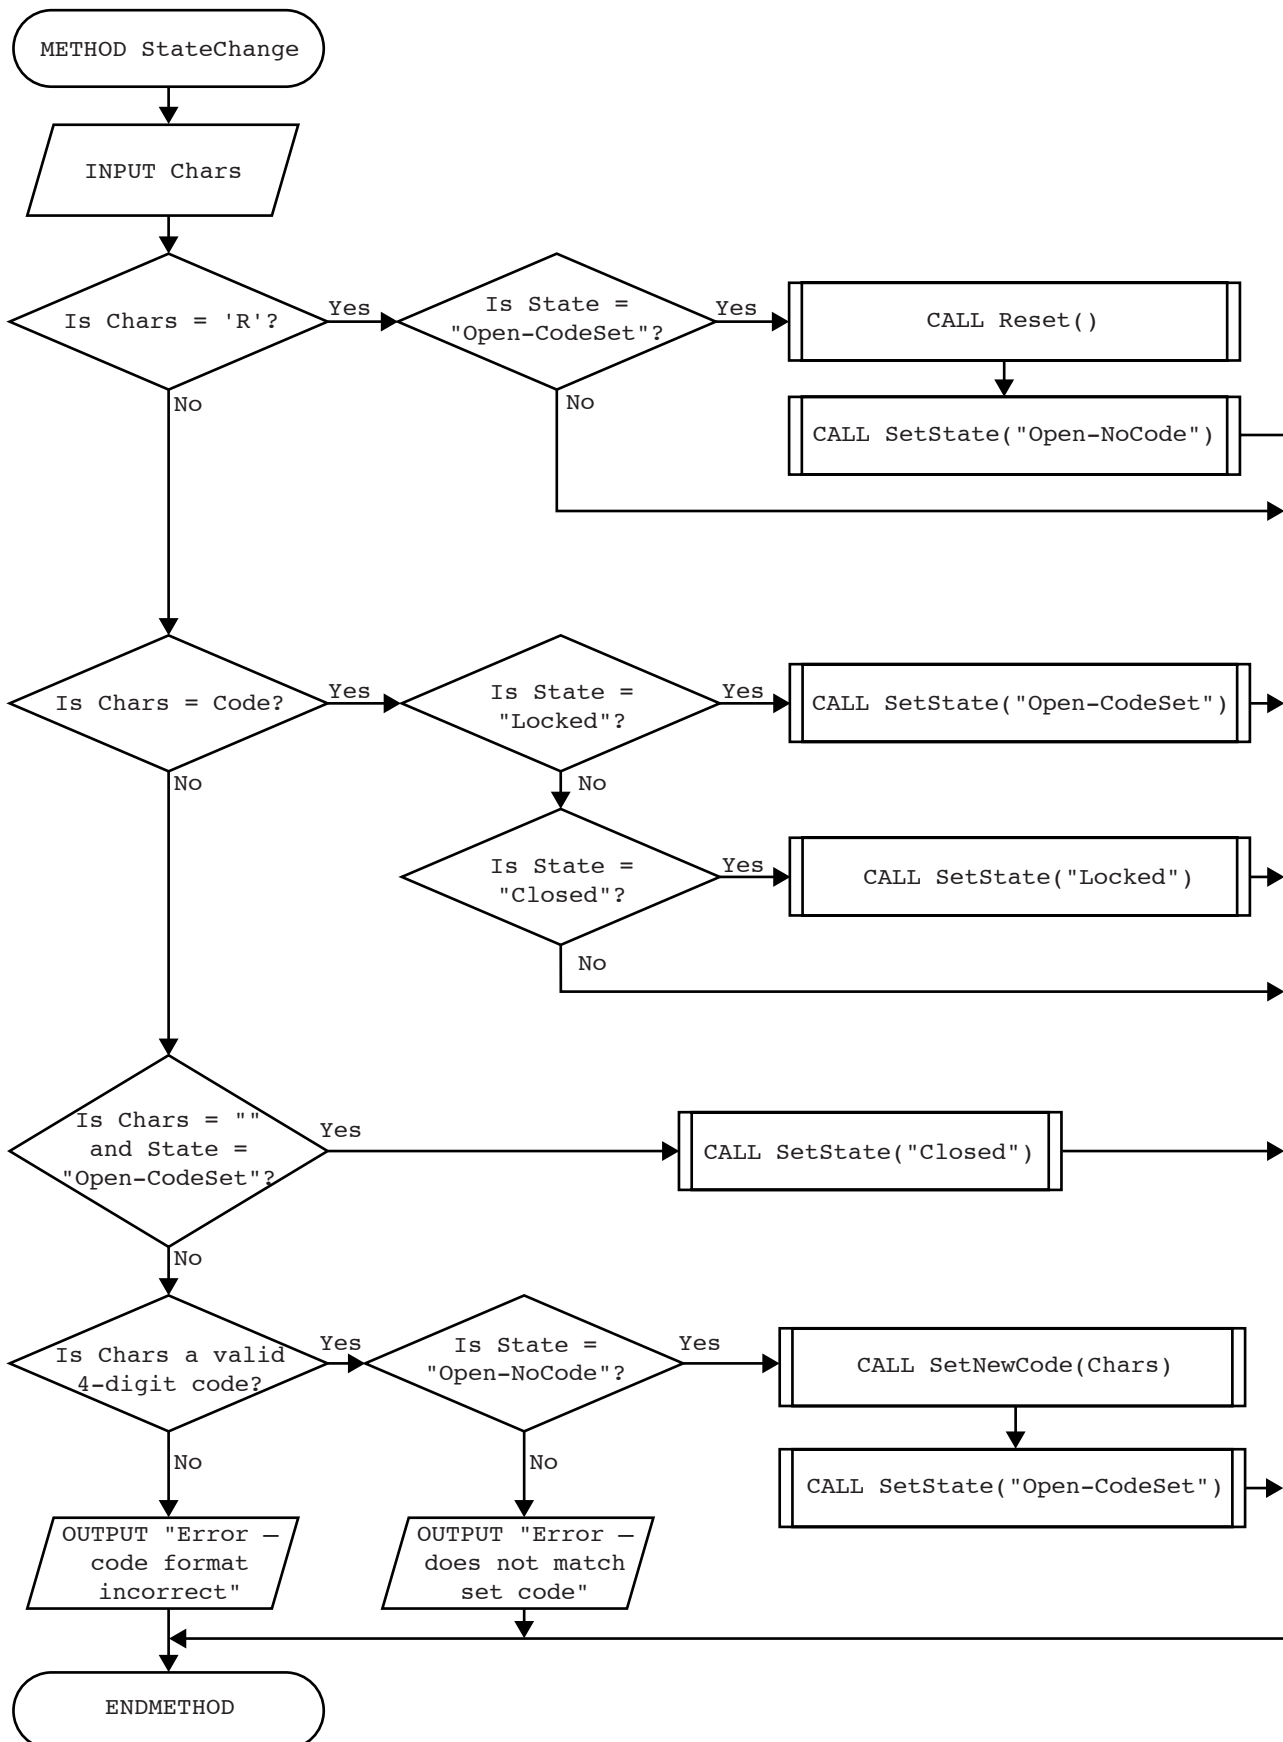 METHOD StateChange
INPUT Chars
Is Chars = 'R'?
Yes
Is State =
"Open-CodeSet"?
Yes
CALL Reset()
No
No
CALL SetState("Open-NoCode")
Is Chars = Code?
Yes
Is State =
"Locked"?
Yes
CALL SetState("Open-CodeSet")
No
No
Is State =
"Closed"?
Yes
CALL SetState("Locked")
No
Is Chars = ""
and State =
"Open-CodeSet"?
Yes
CALL SetState("Closed")
No
Is Chars a valid
4-digit code?
Yes
Is State =
"Open-NoCode"?
Yes
CALL SetNewCode(Chars)
No
No
CALL SetState("Open-CodeSet")
OUTPUT "Error –
code format
incorrect"
OUTPUT "Error –
does not match
set code"
ENDMETHOD